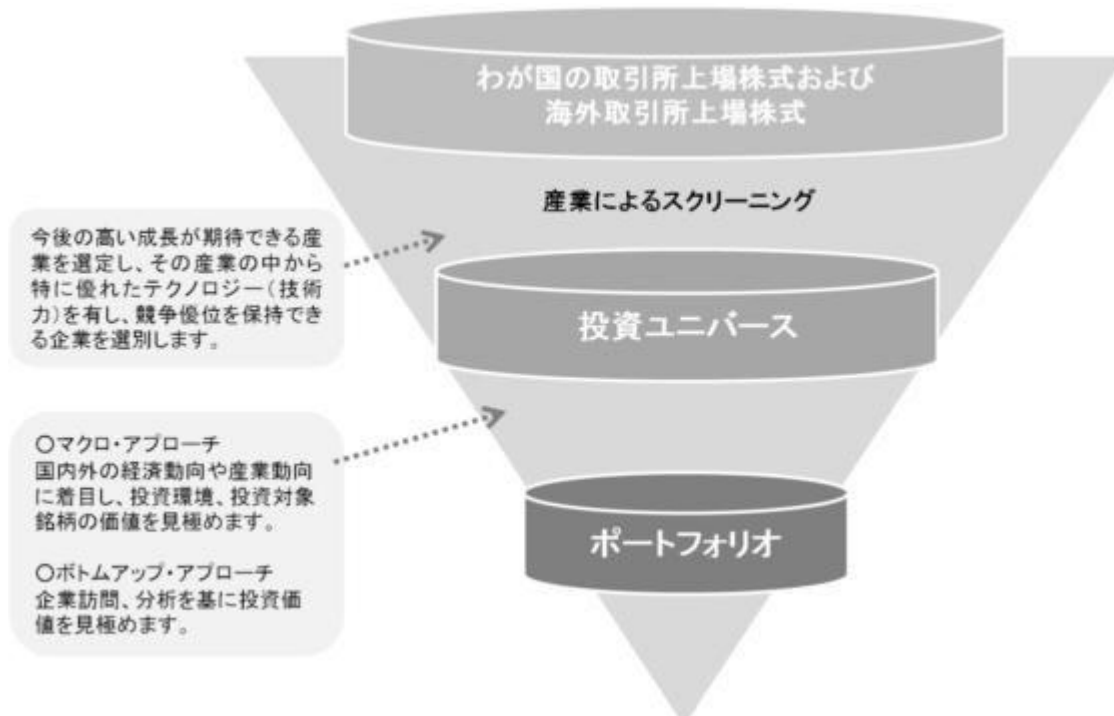 わが国の取引所上場株式および
海外取引所上場株式
産業によるスクリーニング
今後の高い成長が期待できる産
業を選定し、その産業の中から
特に優れたテクノロジー(技術
力)を有し、競争優位を保持でき
る企業を選別します。
投資ユニバース
○マクロ・アプローチ
国内外の経済動向や産業動向
に着目し、投資環境、投資対象
銘柄の価値を見極めます。
○ボトムアップ・アプローチ
企業訪問、分析を基に投資価
値を見極めます。
ポートフォリオ